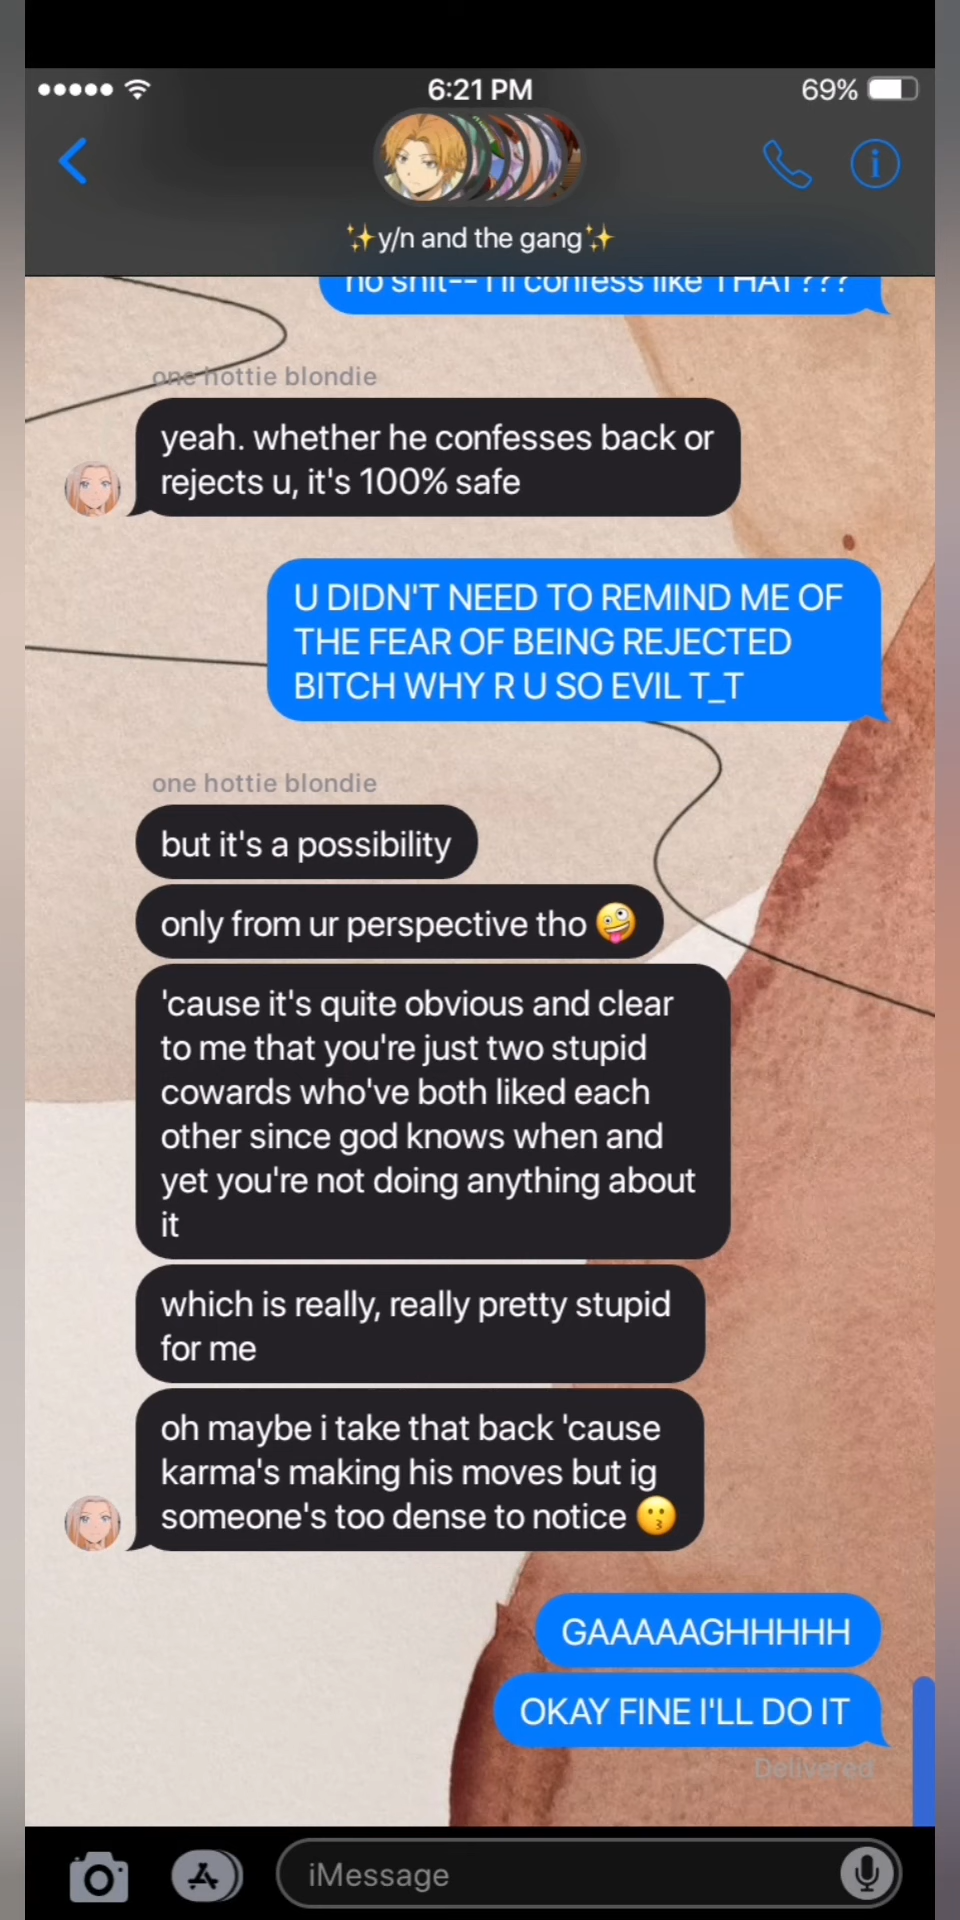 6:21 PM
69%
✨y/n and the gang✨
no shit-- I'll confess like THAT???
one hottie blondie
yeah. whether he confesses back or
rejects u, it's 100% safe
U DIDN'T NEED TO REMIND ME OF
THE FEAR OF BEING REJECTED
BITCH WHY R U SO EVIL T_T
one hottie blondie
but it's a possibility
only from ur perspective tho 🤪
'cause it's quite obvious and clear
to me that you're just two stupid
cowards who've both liked each
other since god knows when and
yet you're not doing anything about
it
which is really, really pretty stupid
for me
oh maybe i take that back 'cause
karma's making his moves but ig
someone's too dense to notice 😗
GAAAAAGHHHHH
OKAY FINE I'LL DO IT
Delivered
iMessage